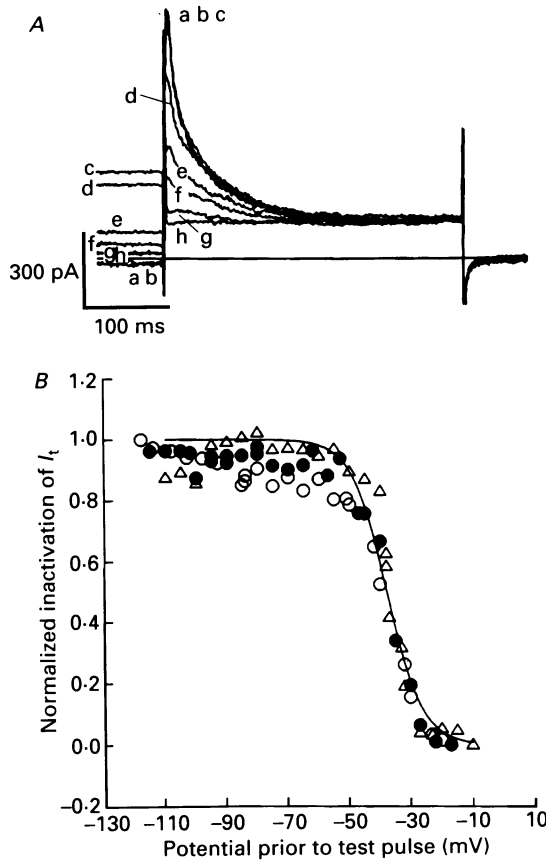 A
a b c
d
c
d
e
e
f
f
g
h
h g
a b
300 pA
100 ms
B
1·2
1·0
0·8
0·6
0·4
0·2
0·0
−0·2
Normalized inactivation of It
−130 −110 −90 −70 −50 −30 −10 10
Potential prior to test pulse (mV)